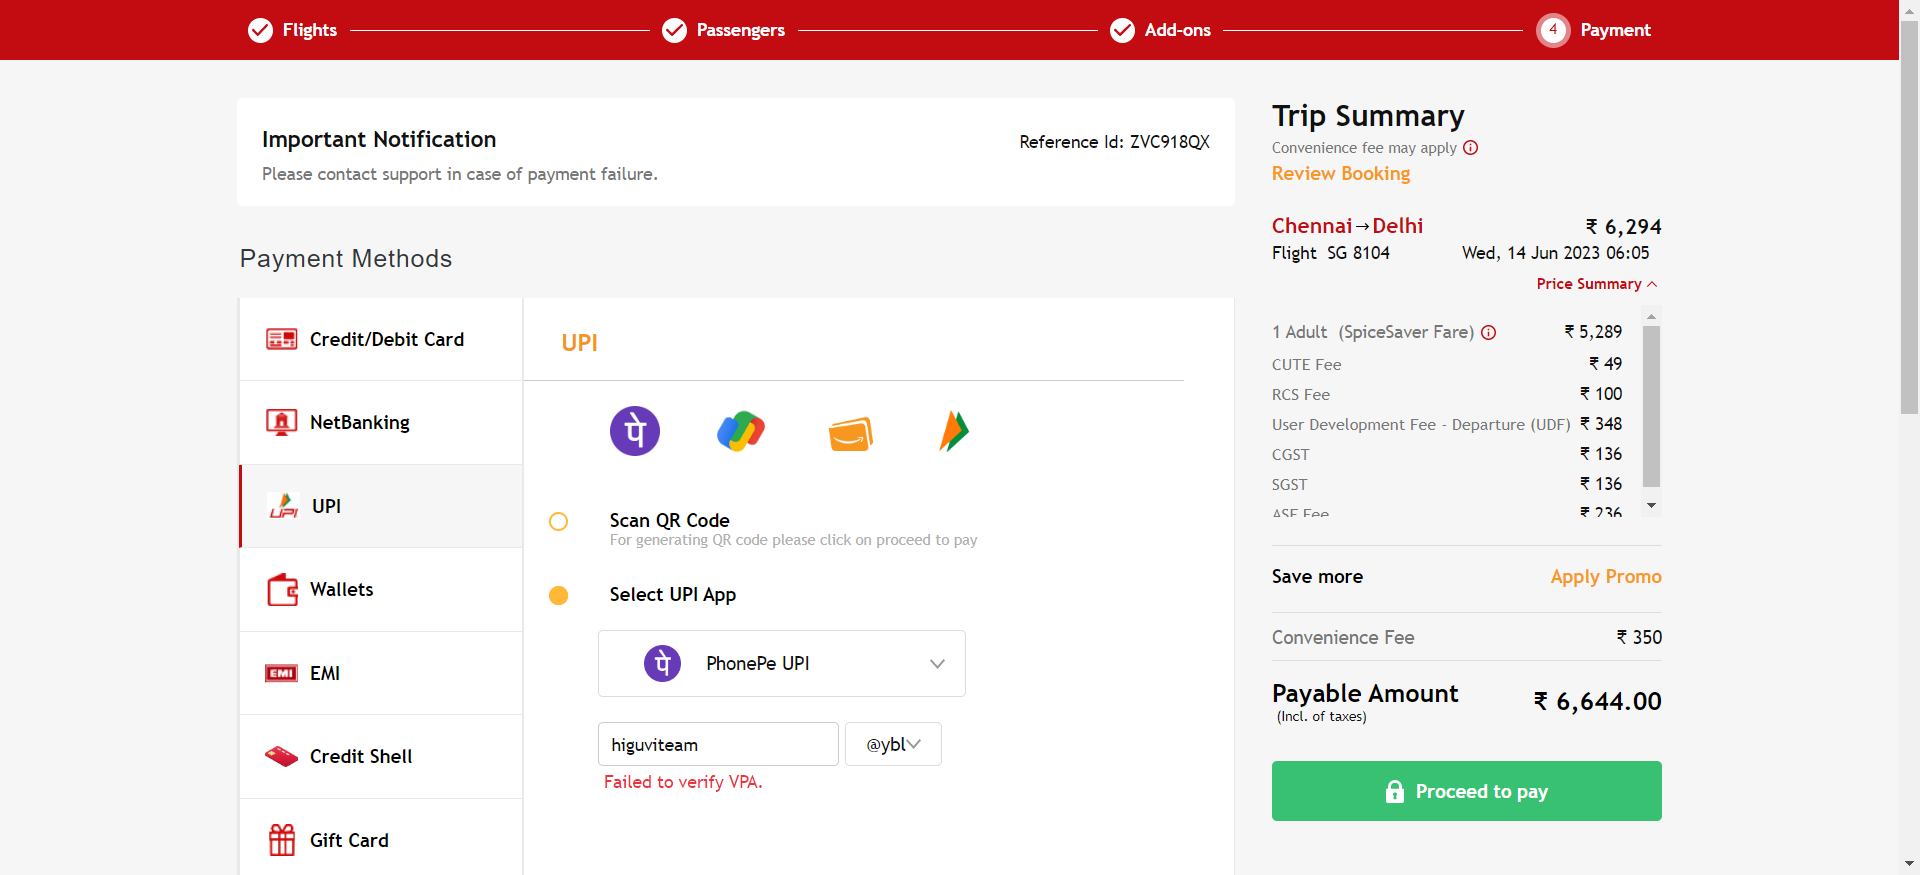 Flights
Passengers
Add-ons
4 Payment
Important Notification
Reference Id: ZVC918QX
Please contact support in case of payment failure.
Payment Methods
Credit/Debit Card
NetBanking
UPI
UPI
Wallets
EMI
EMI
Credit Shell
Gift Card
UPI
पे
Scan QR Code
For generating QR code please click on proceed to pay
Select UPI App
पे PhonePe UPI
higuviteam @ybl
Failed to verify VPA.
Trip Summary
Convenience fee may apply
Review Booking
Chennai→Delhi ₹ 6,294
Flight SG 8104 Wed, 14 Jun 2023 06:05
Price Summary
1 Adult (SpiceSaver Fare) ₹ 5,289
CUTE Fee ₹ 49
RCS Fee ₹ 100
User Development Fee - Departure (UDF) ₹ 348
CGST ₹ 136
SGST ₹ 136
ASF Fee ₹ 236
Save more Apply Promo
Convenience Fee ₹ 350
Payable Amount ₹ 6,644.00
(Incl. of taxes)
Proceed to pay